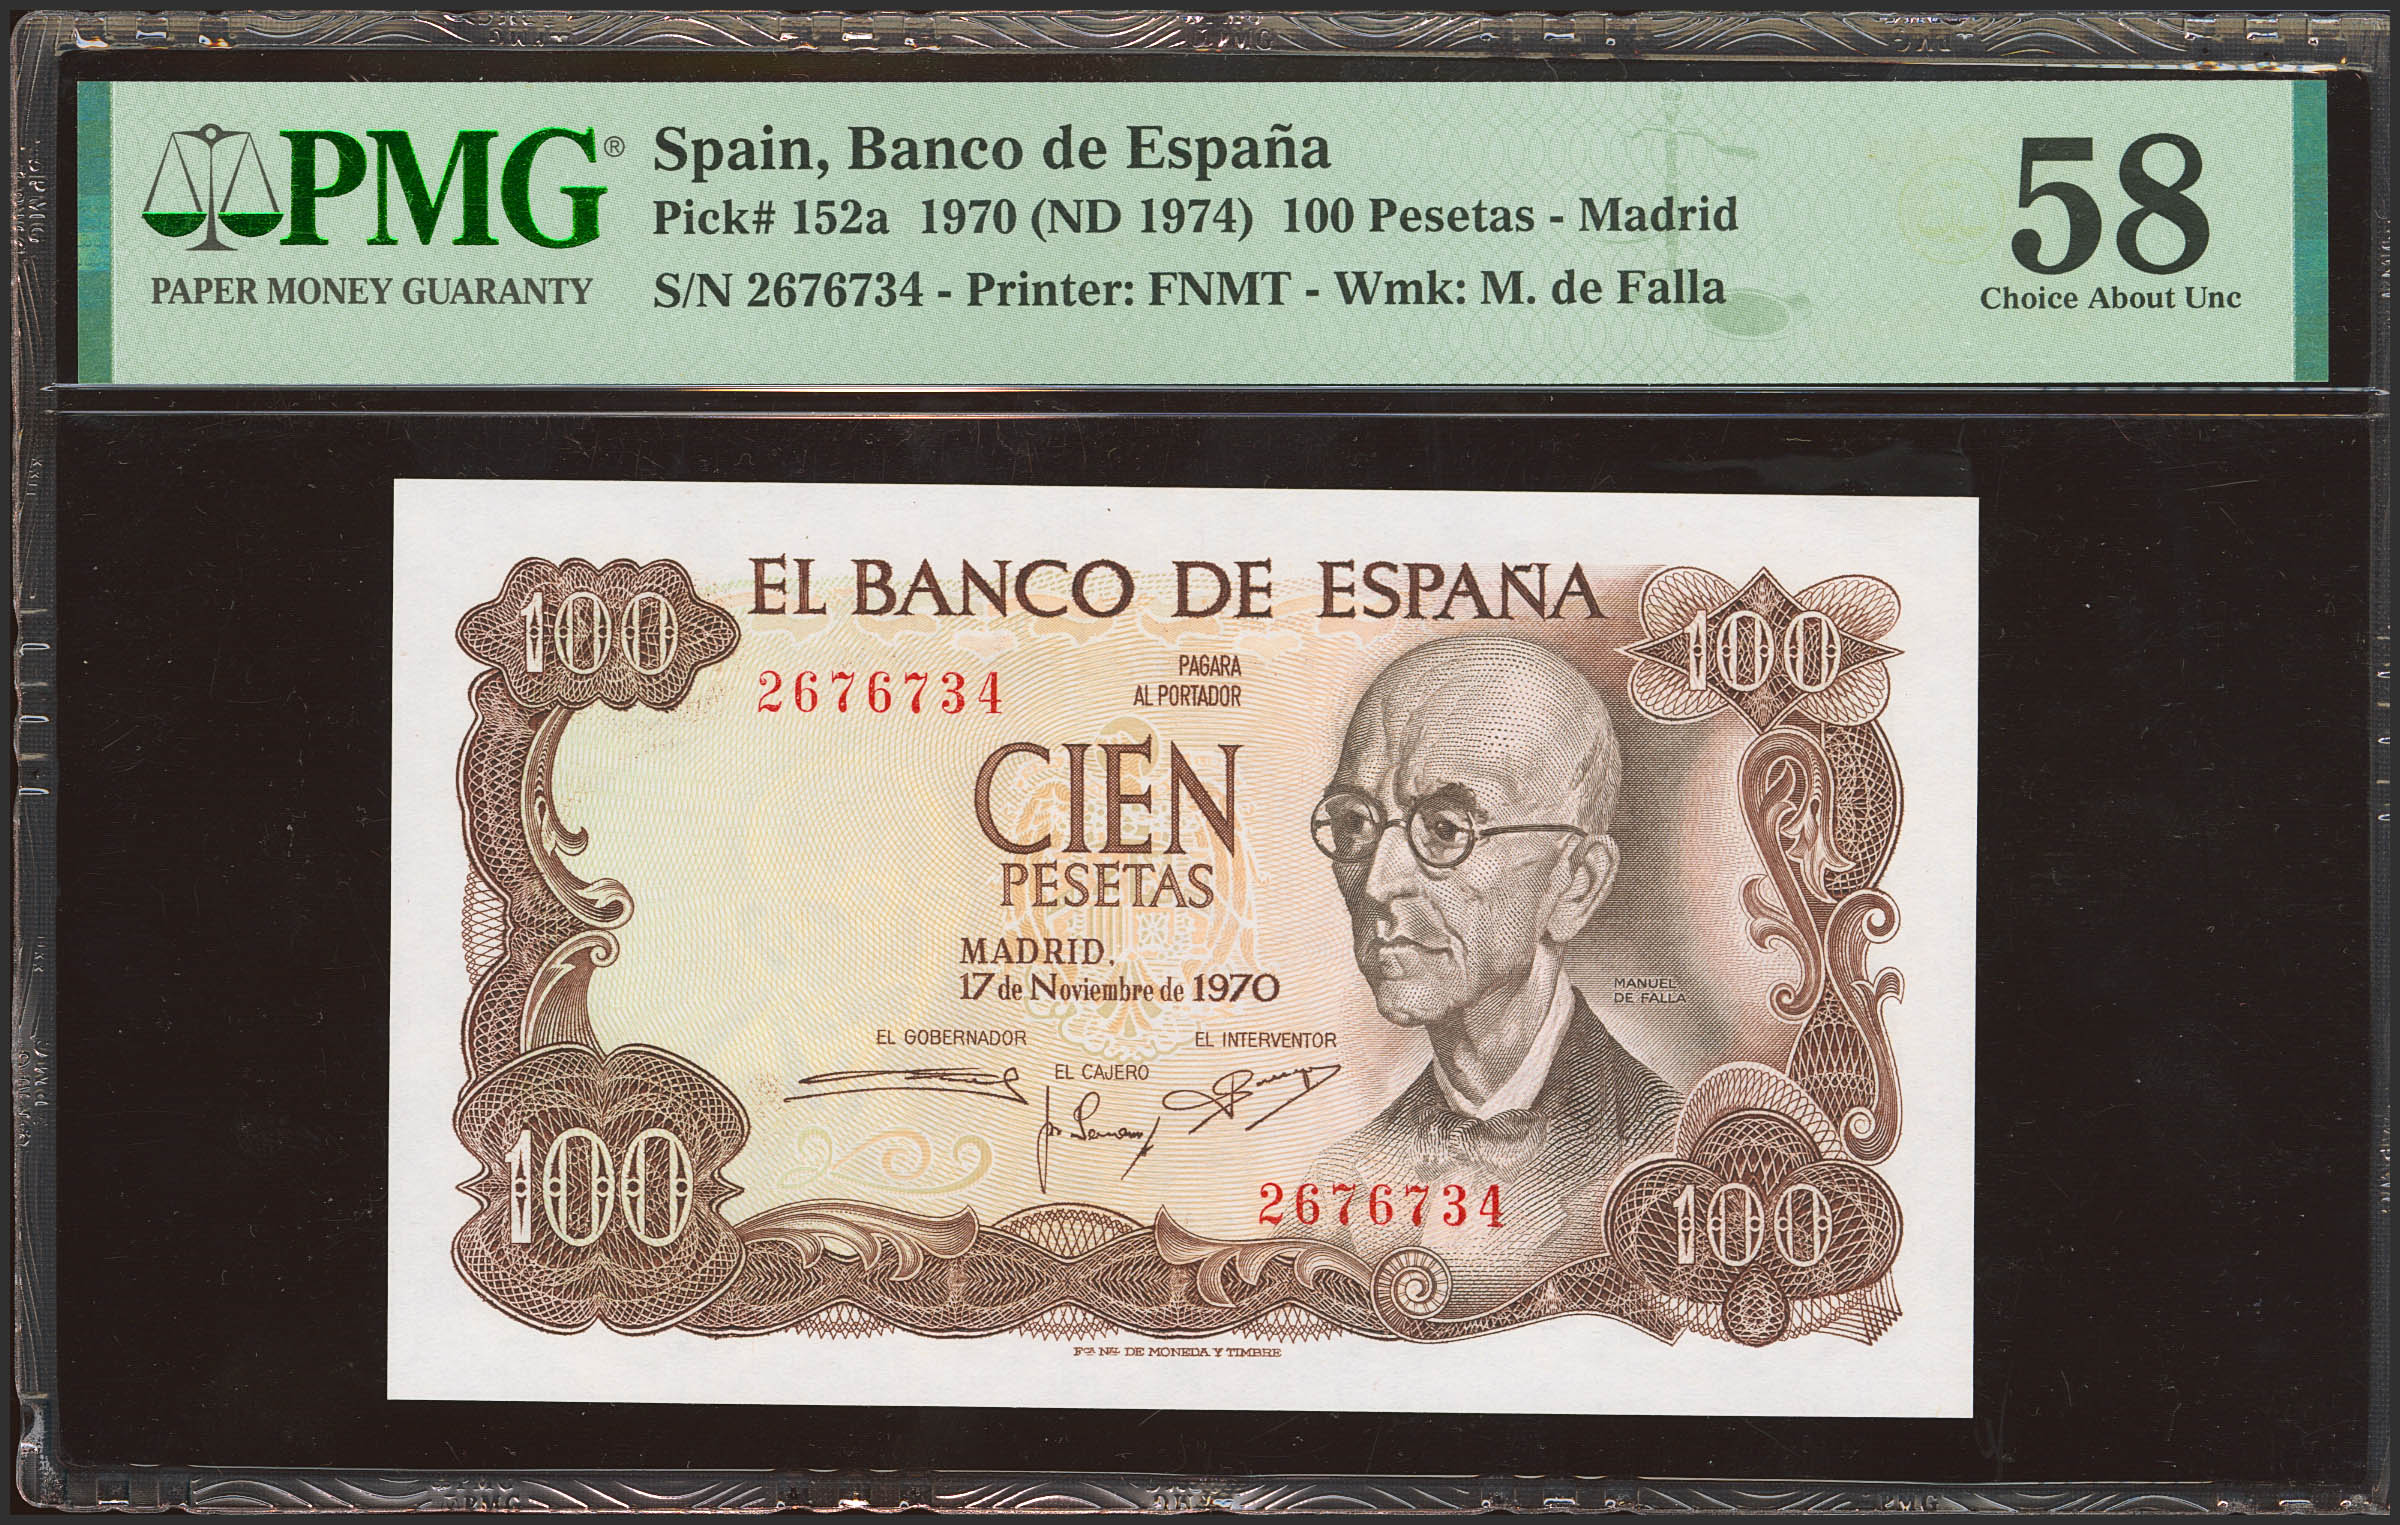 PMG®
PAPER MONEY GUARANTY
Spain, Banco de España
Pick# 152a 1970 (ND 1974) 100 Pesetas - Madrid
S/N 2676734 - Printer: FNMT - Wmk: M. de Falla
58
Choice About Unc
EL BANCO DE ESPAÑA
100
100
2676734
PAGARA
AL PORTADOR
CIEN
PESETAS
MADRID,
17 de Noviembre de 1970
MANUEL
DE FALLA
EL GOBERNADOR
EL INTERVENTOR
EL CAJERO
100
2676734
100
Fca. Nal. DE MONEDA Y TIMBRE